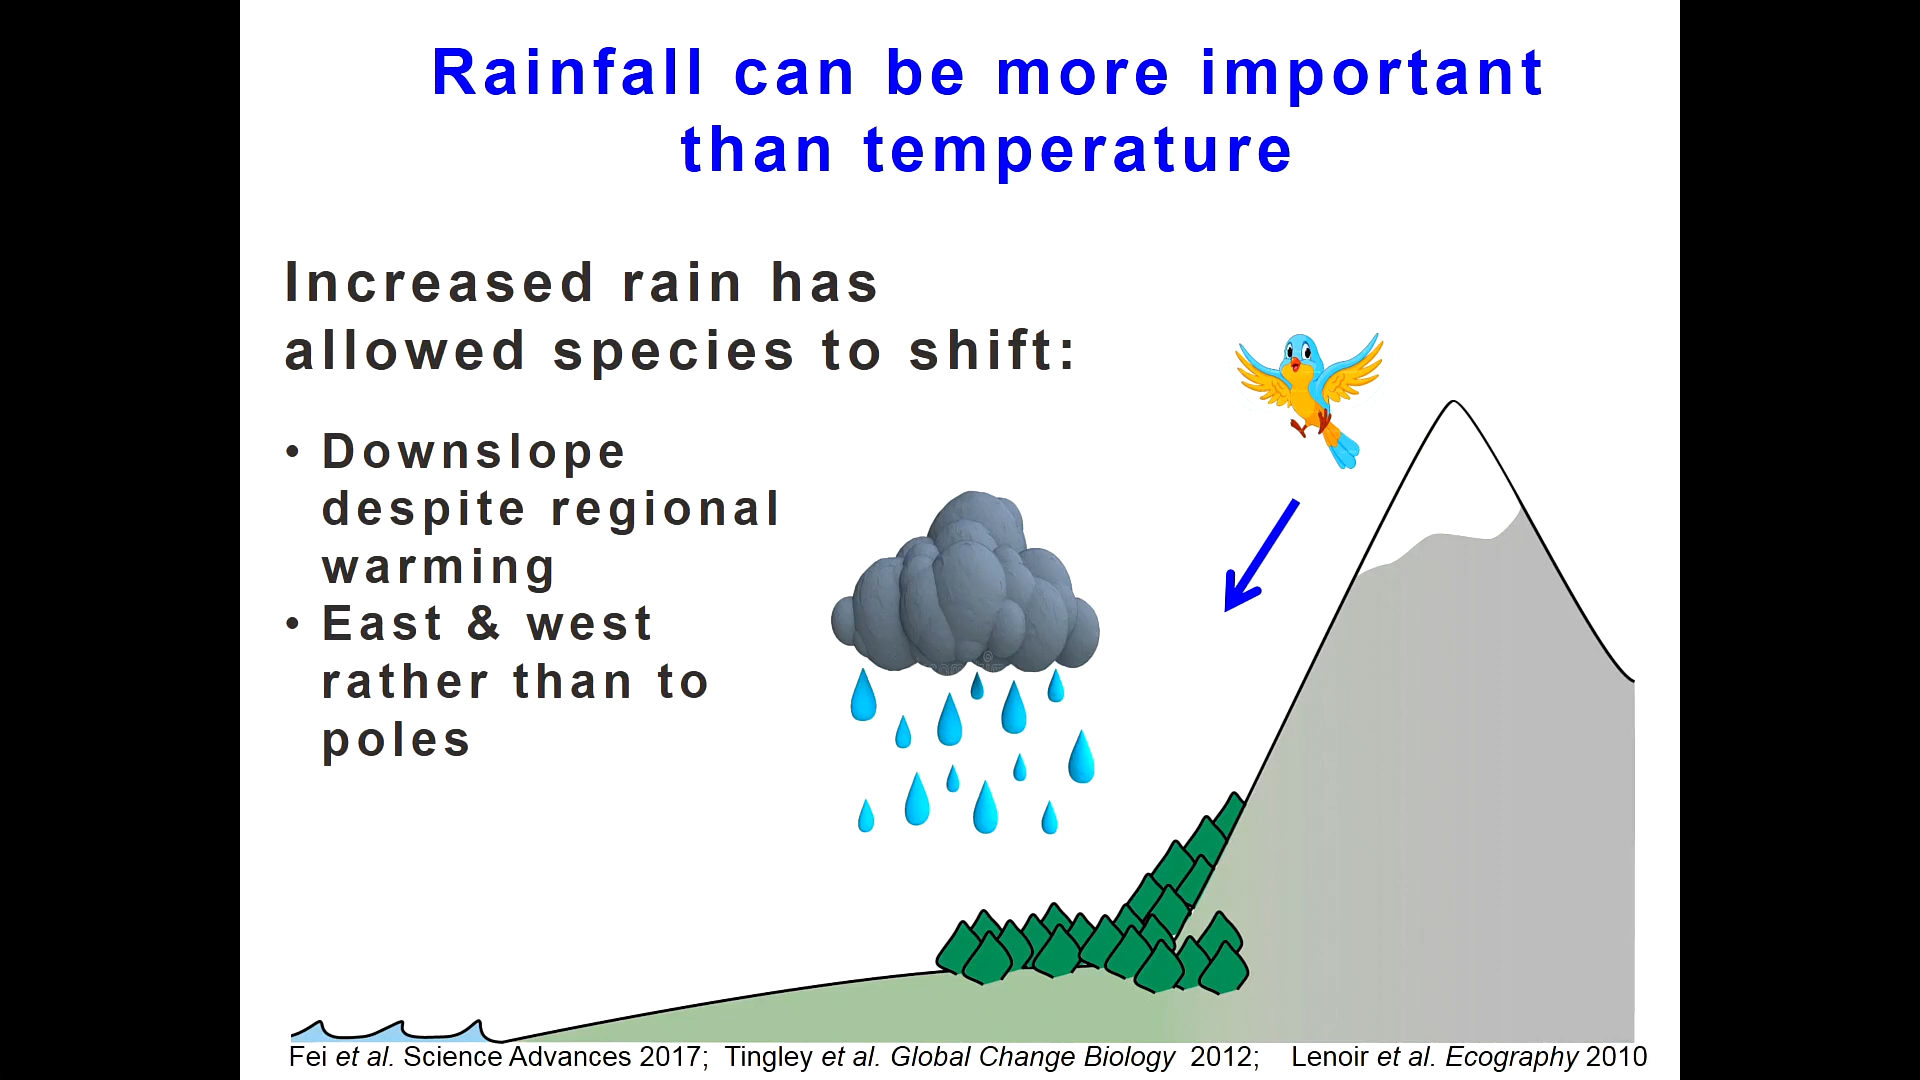 Rainfall can be more important
than temperature
Increased rain has
allowed species to shift:
• Downslope
despite regional
warming
• East & west
rather than to
poles
Fei et al. Science Advances 2017; Tingley et al. Global Change Biology 2012; Lenoir et al. Ecography 2010